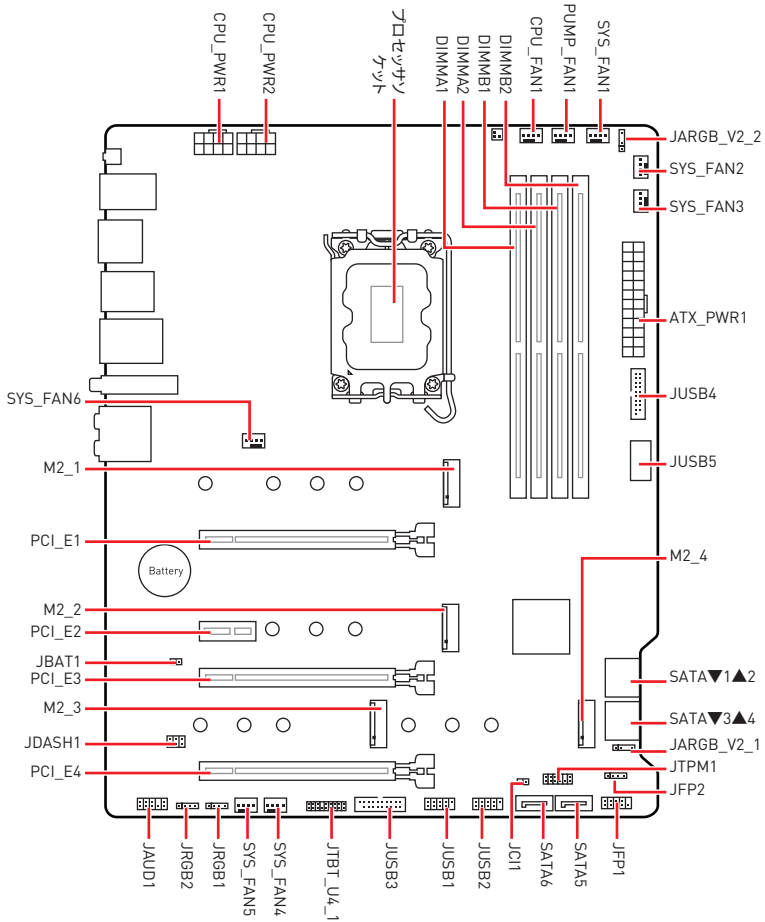 CPU_PWR1
CPU_PWR2
プロセッサソ
ケット
DIMMA1
DIMMA2
DIMMB1
DIMMB2
CPU_FAN1
PUMP_FAN1
SYS_FAN1
JARGB_V2_2
SYS_FAN2
SYS_FAN3
ATX_PWR1
JUSB4
JUSB5
M2_4
SATA▼1▲2
SATA▼3▲4
JARGB_V2_1
JTPM1
JFP2
SYS_FAN6
M2_1
PCI_E1
Battery
M2_2
PCI_E2
JBAT1
PCI_E3
M2_3
JDASH1
PCI_E4
JAUD1
JRGB2
JRGB1
SYS_FAN5
SYS_FAN4
JTBT_U4_1
JUSB3
JUSB1
JUSB2
JCI1
SATA6
SATA5
JFP1